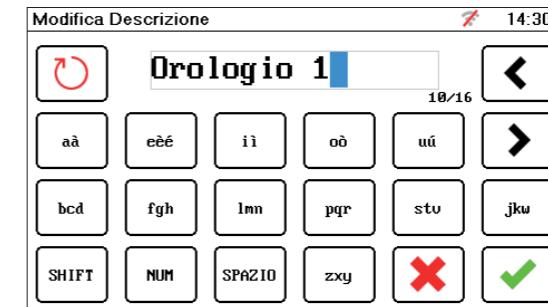 Modifica Descrizione 14:30
Orologio 1
10/16
aà eèé iì oò uú
bcd fgh lmn pqr stv jkw
SHIFT NUM SPAZIO zxy